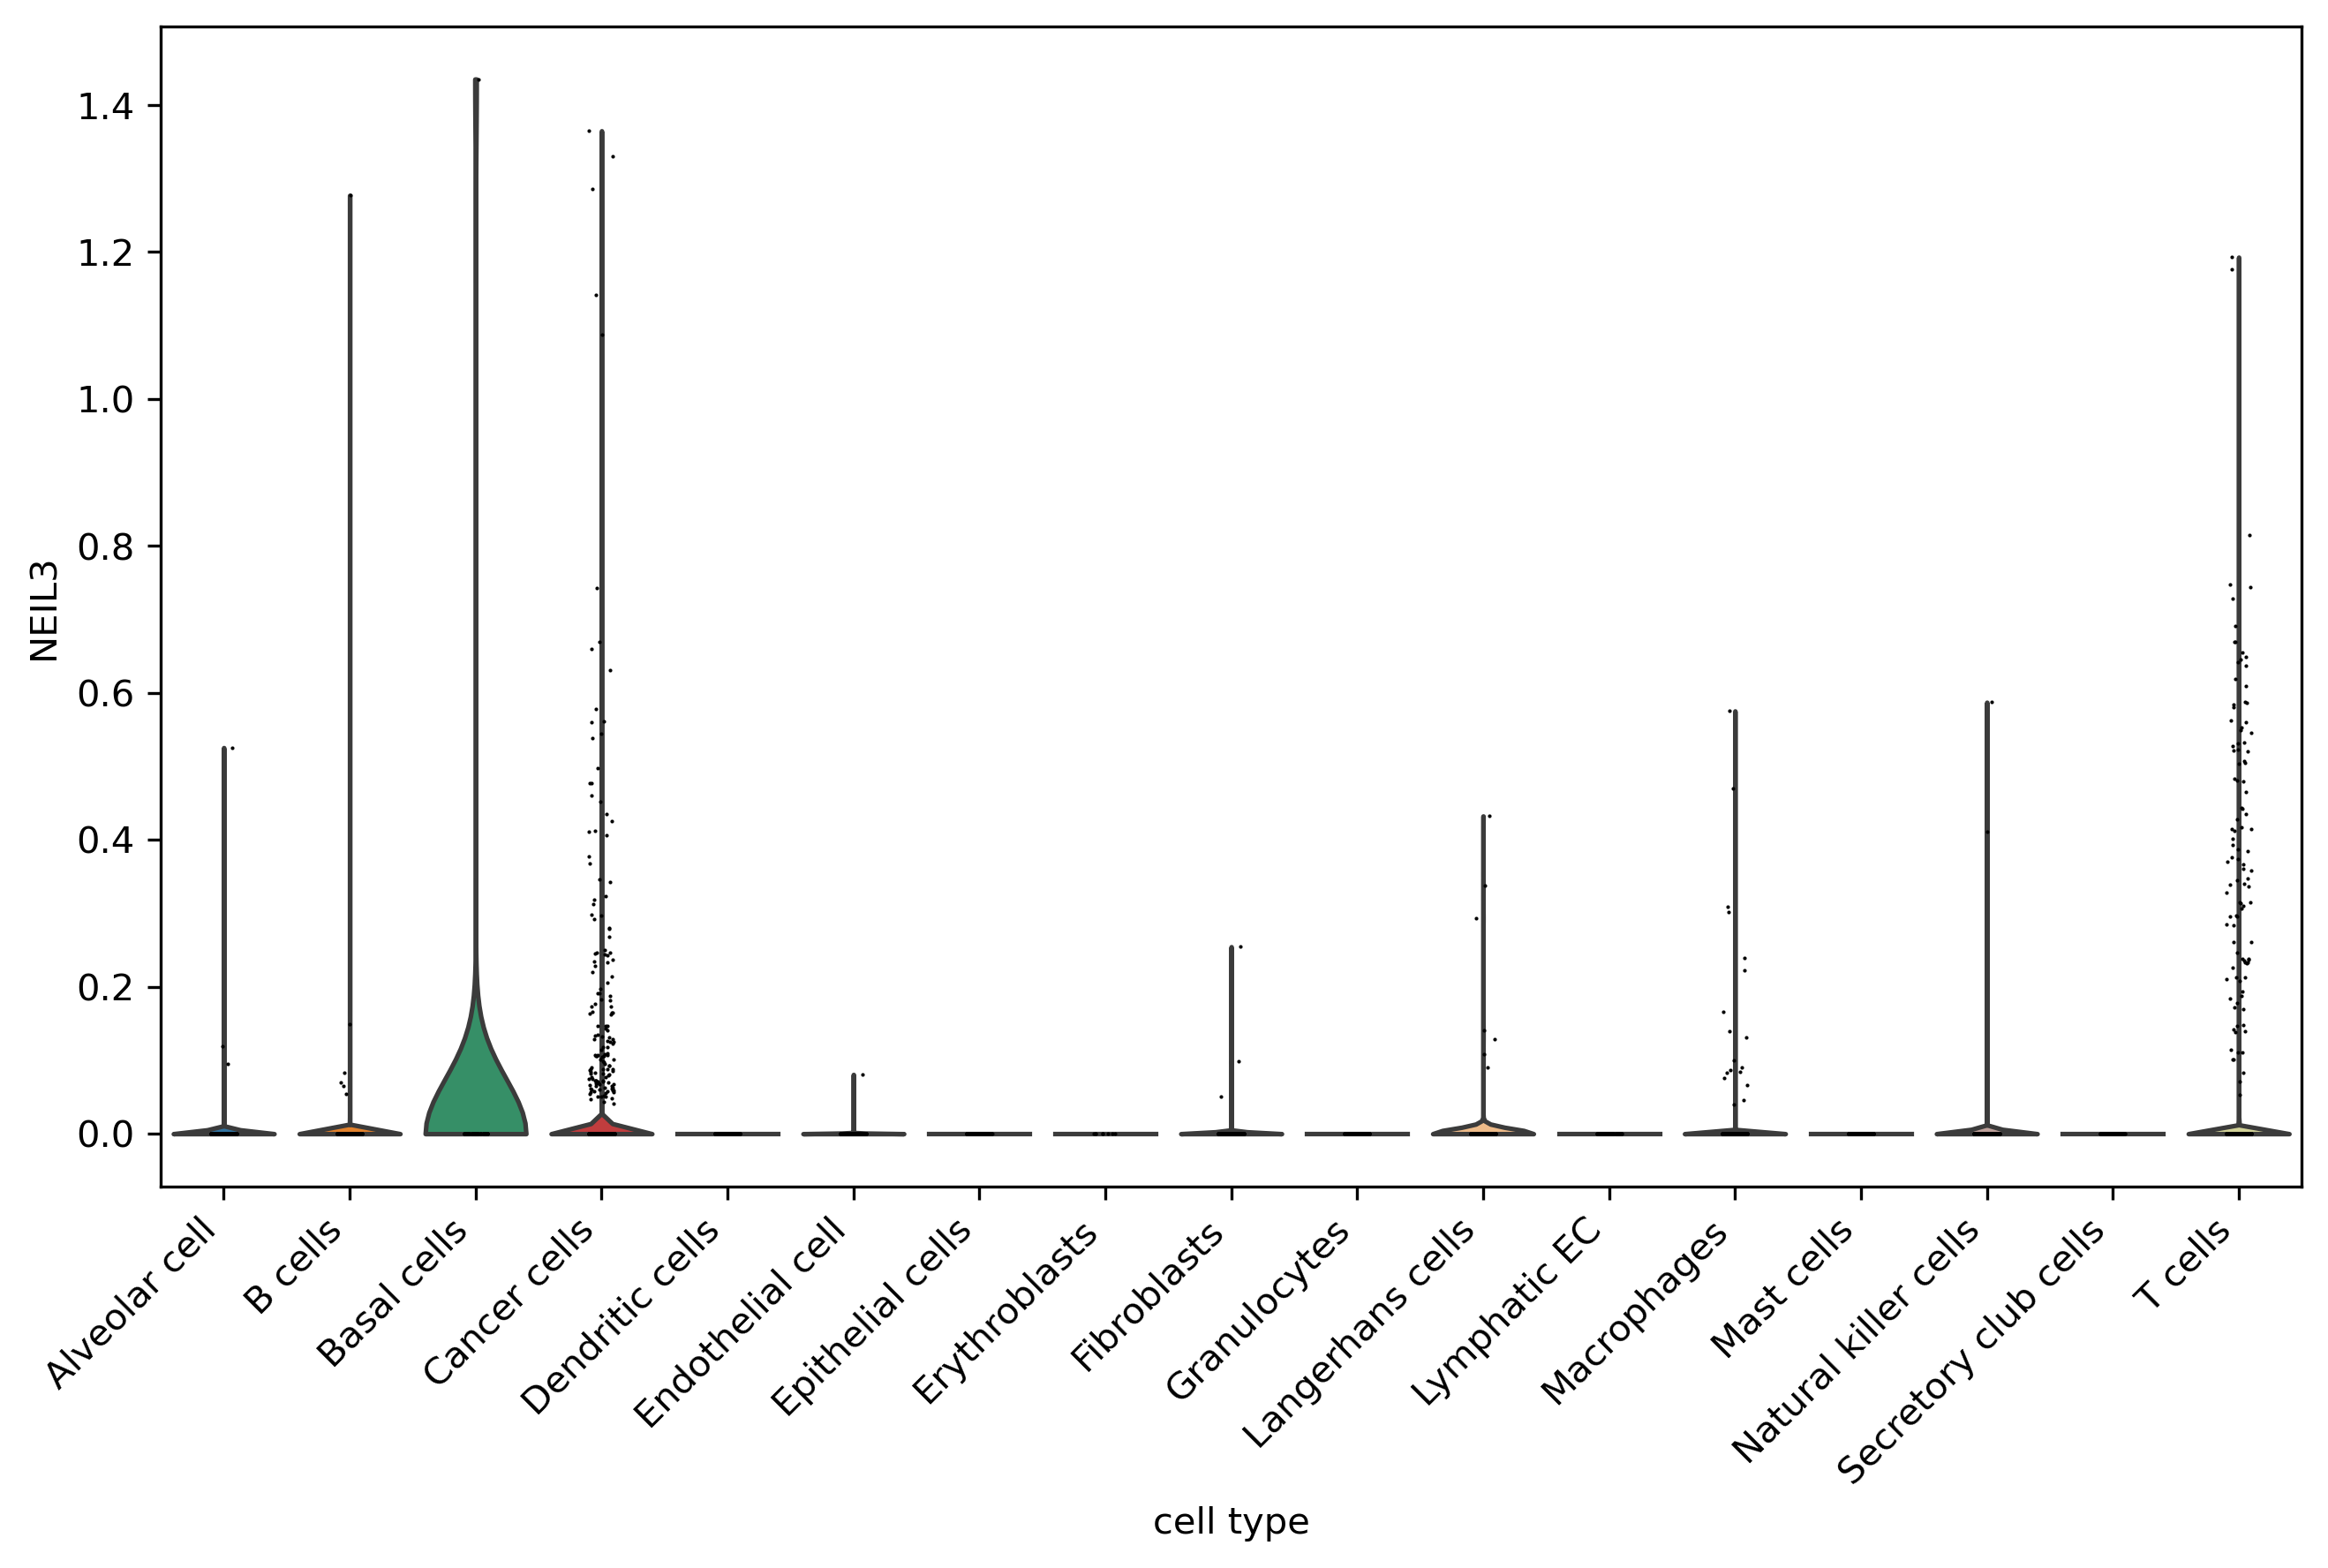 NEIL3
1.4
1.2
1.0
0.8
0.6
0.4
0.2
0.0
Alveolar cell
B cells
Basal cells
Cancer cells
Dendritic cells
Endothelial cell
Epithelial cells
Erythroblasts
Fibroblasts
Granulocytes
Langerhans cells
Lymphatic EC
Macrophages
Mast cells
Natural killer cells
Secretory club cells
T cells
cell type